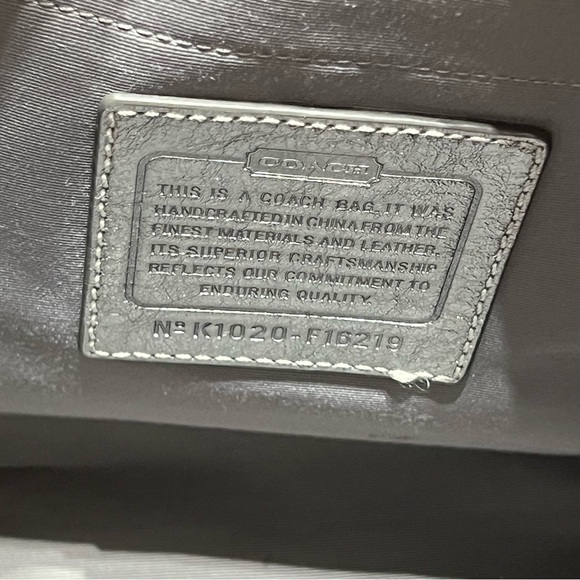 COACH
THIS IS A COACH BAG. IT WAS
HANDCRAFTED IN CHINA FROM THE
FINEST MATERIALS AND LEATHER.
ITS SUPERIOR CRAFTSMANSHIP
REFLECTS OUR COMMITMENT TO
ENDURING QUALITY.
Nº K1020-F16219